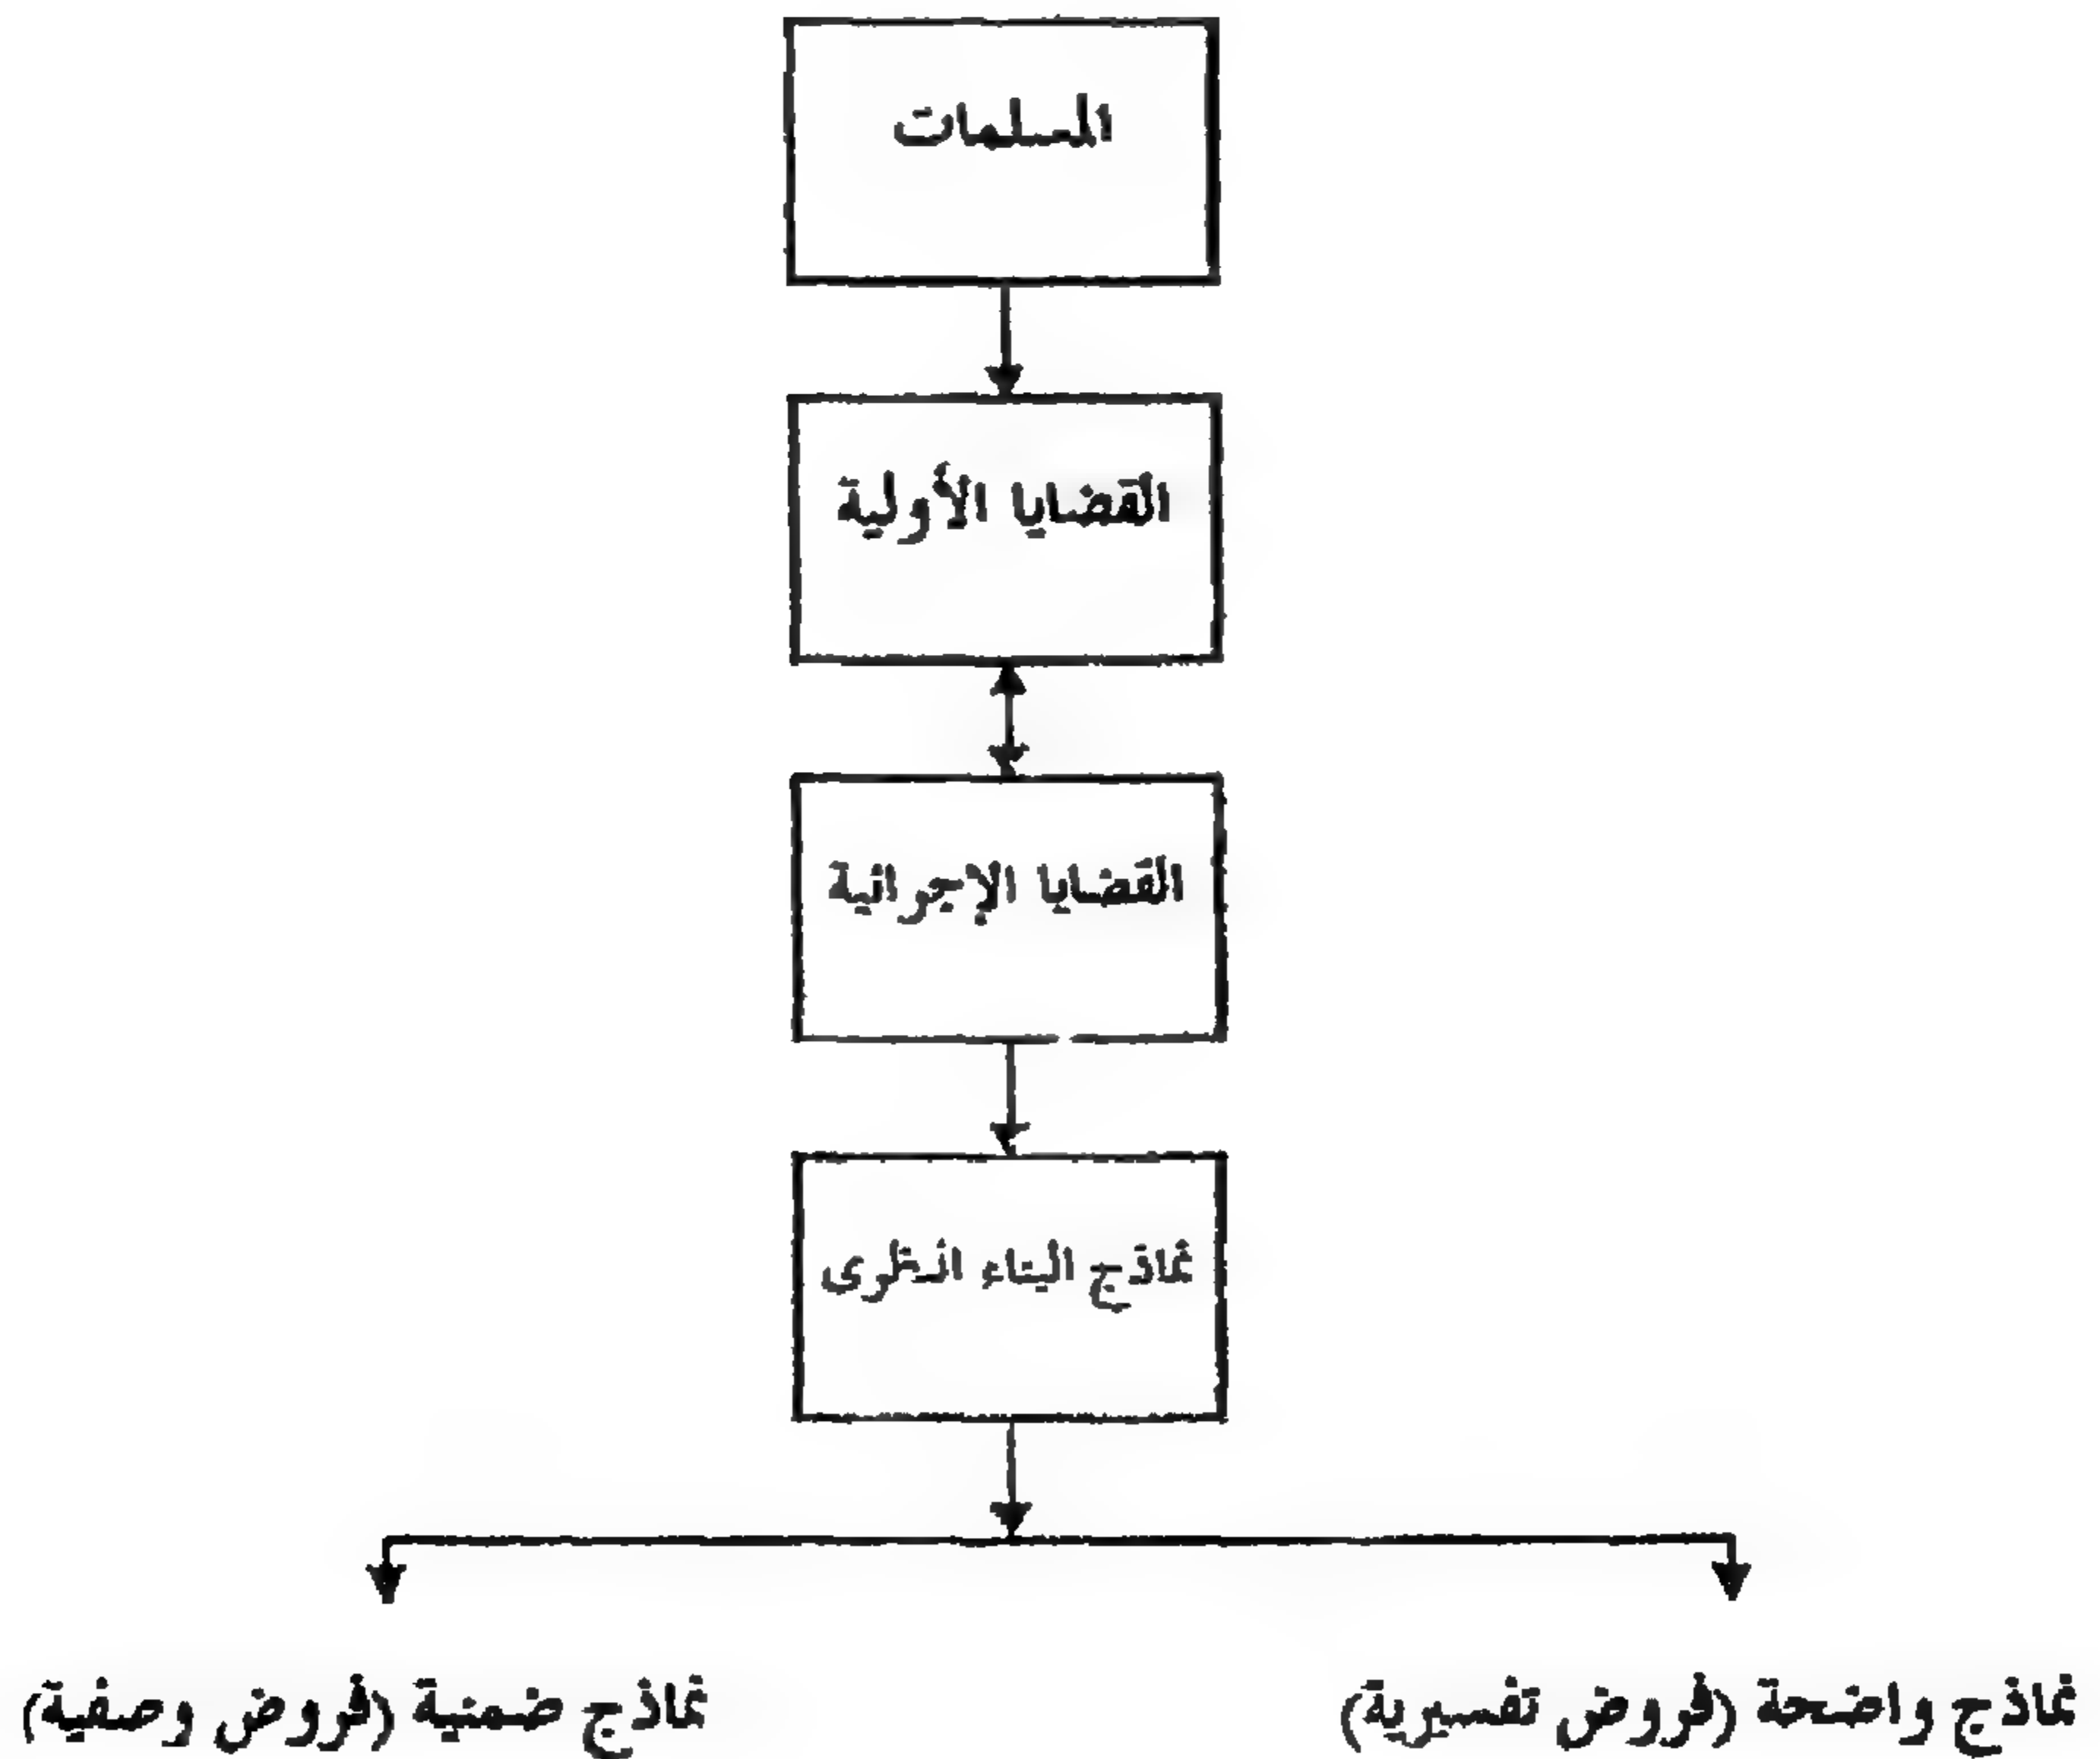 المسلمات
القضايا الأولية
القضايا الإجرائية
نماذج البناء النظرى
نماذج واضحة (فروض تفسيرية)
نماذج ضمنية (فروض وصفية)